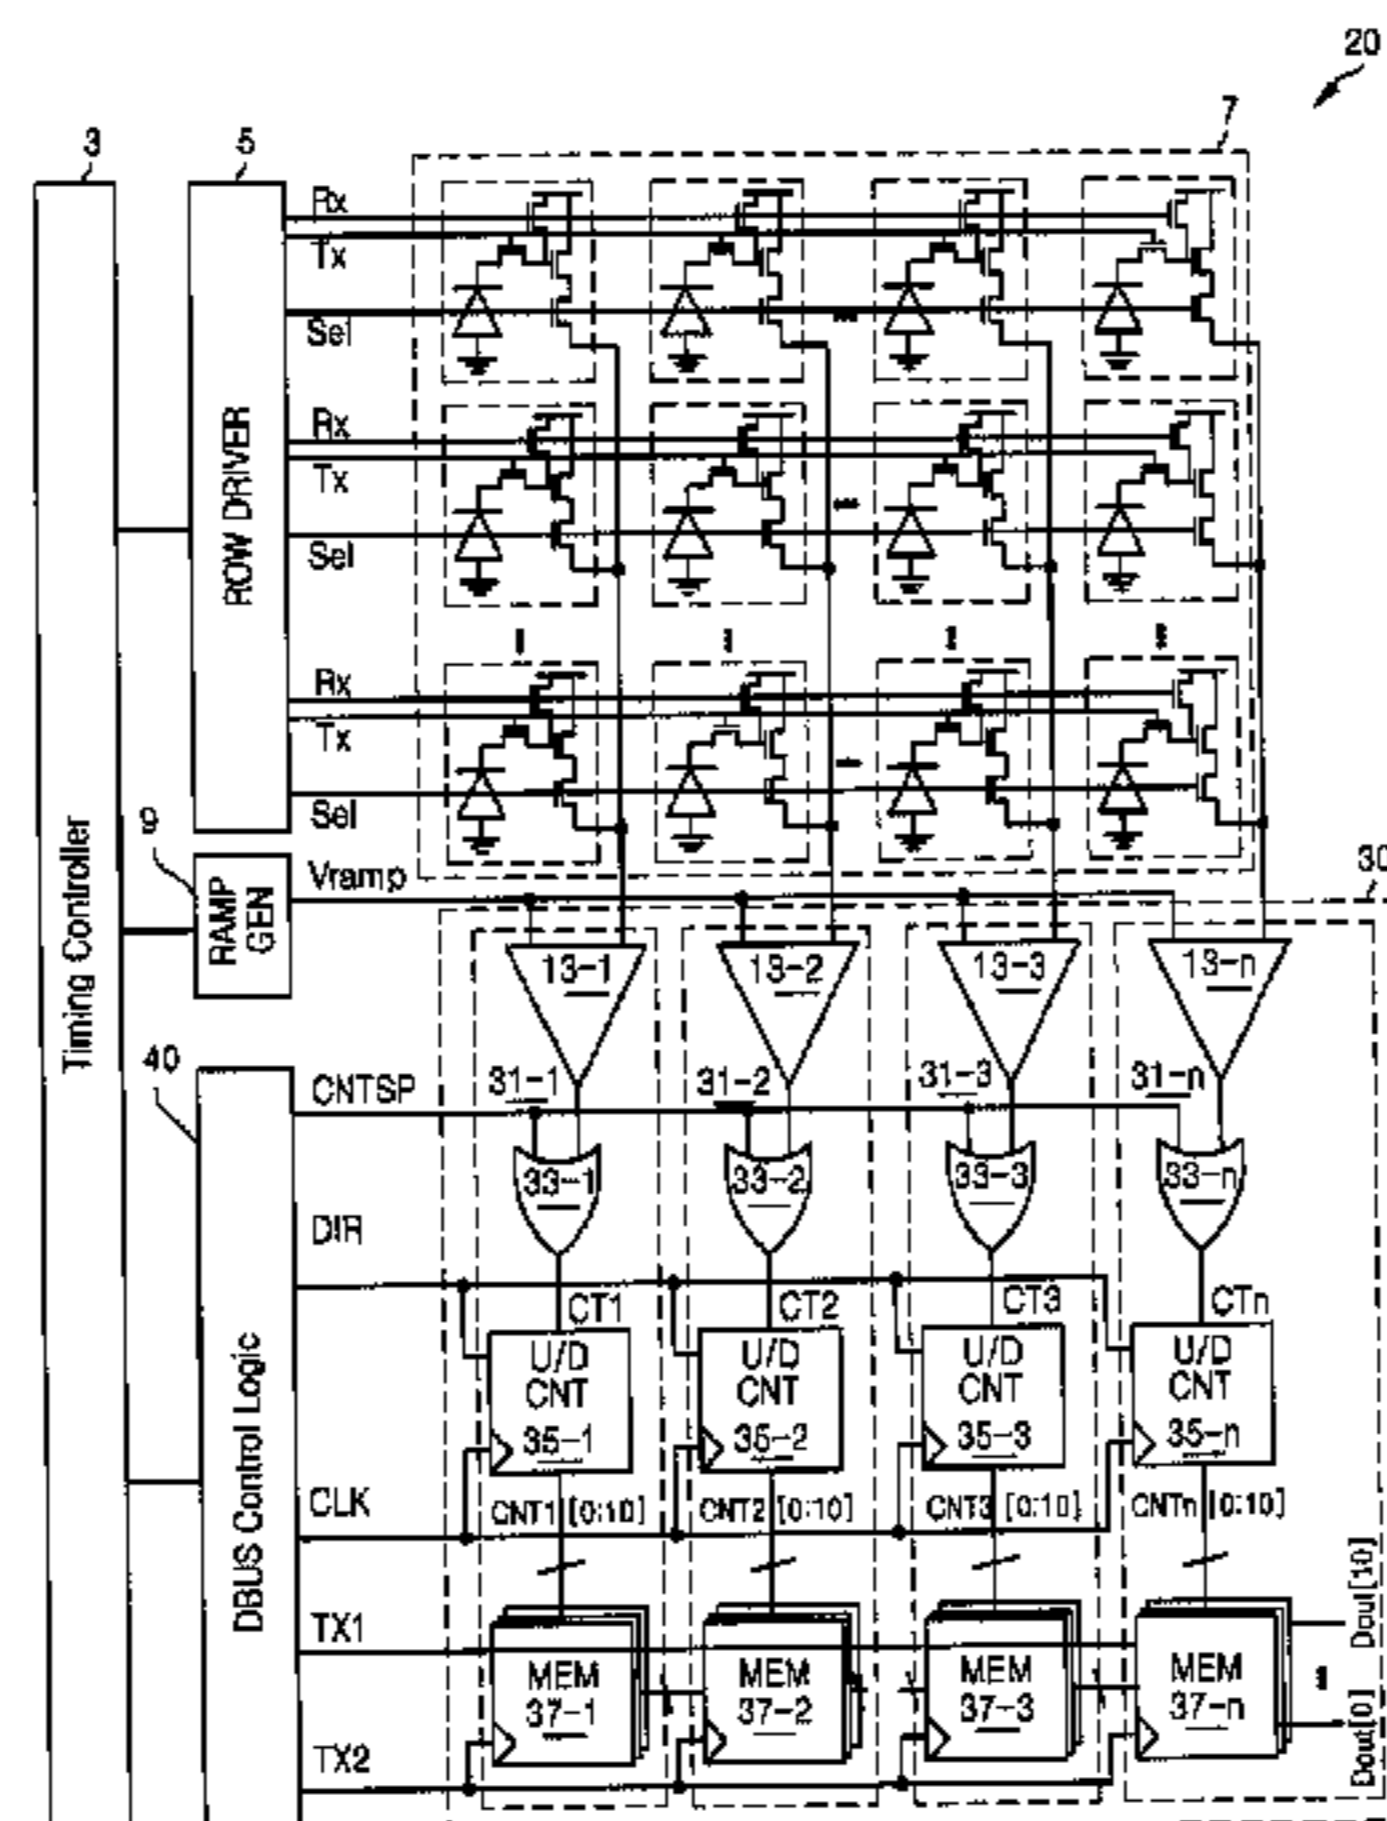 20
7
3
5
Rx
Tx
Sel
Rx
Tx
Sel
Rx
Tx
Sel
ROW DRIVER
Timing Controller
9
RAMP
GEN
Vramp
30
13-1
13-2
13-3
13-n
40
CNTSP
31-1
31-2
31-3
31-n
33-1
33-2
33-3
33-n
DIR
CT1
CT2
CT3
CTn
U/D
CNT
35-1
U/D
CNT
35-2
U/D
CNT
35-3
U/D
CNT
35-n
DBUS Control Logic
CLK
CNT1 [0:10]
CNT2 [0:10]
CNT3 [0:10]
CNTn [0:10]
TX1
MEM
37-1
MEM
37-2
MEM
37-3
MEM
37-n
Dout[10]
Dout[0]
TX2